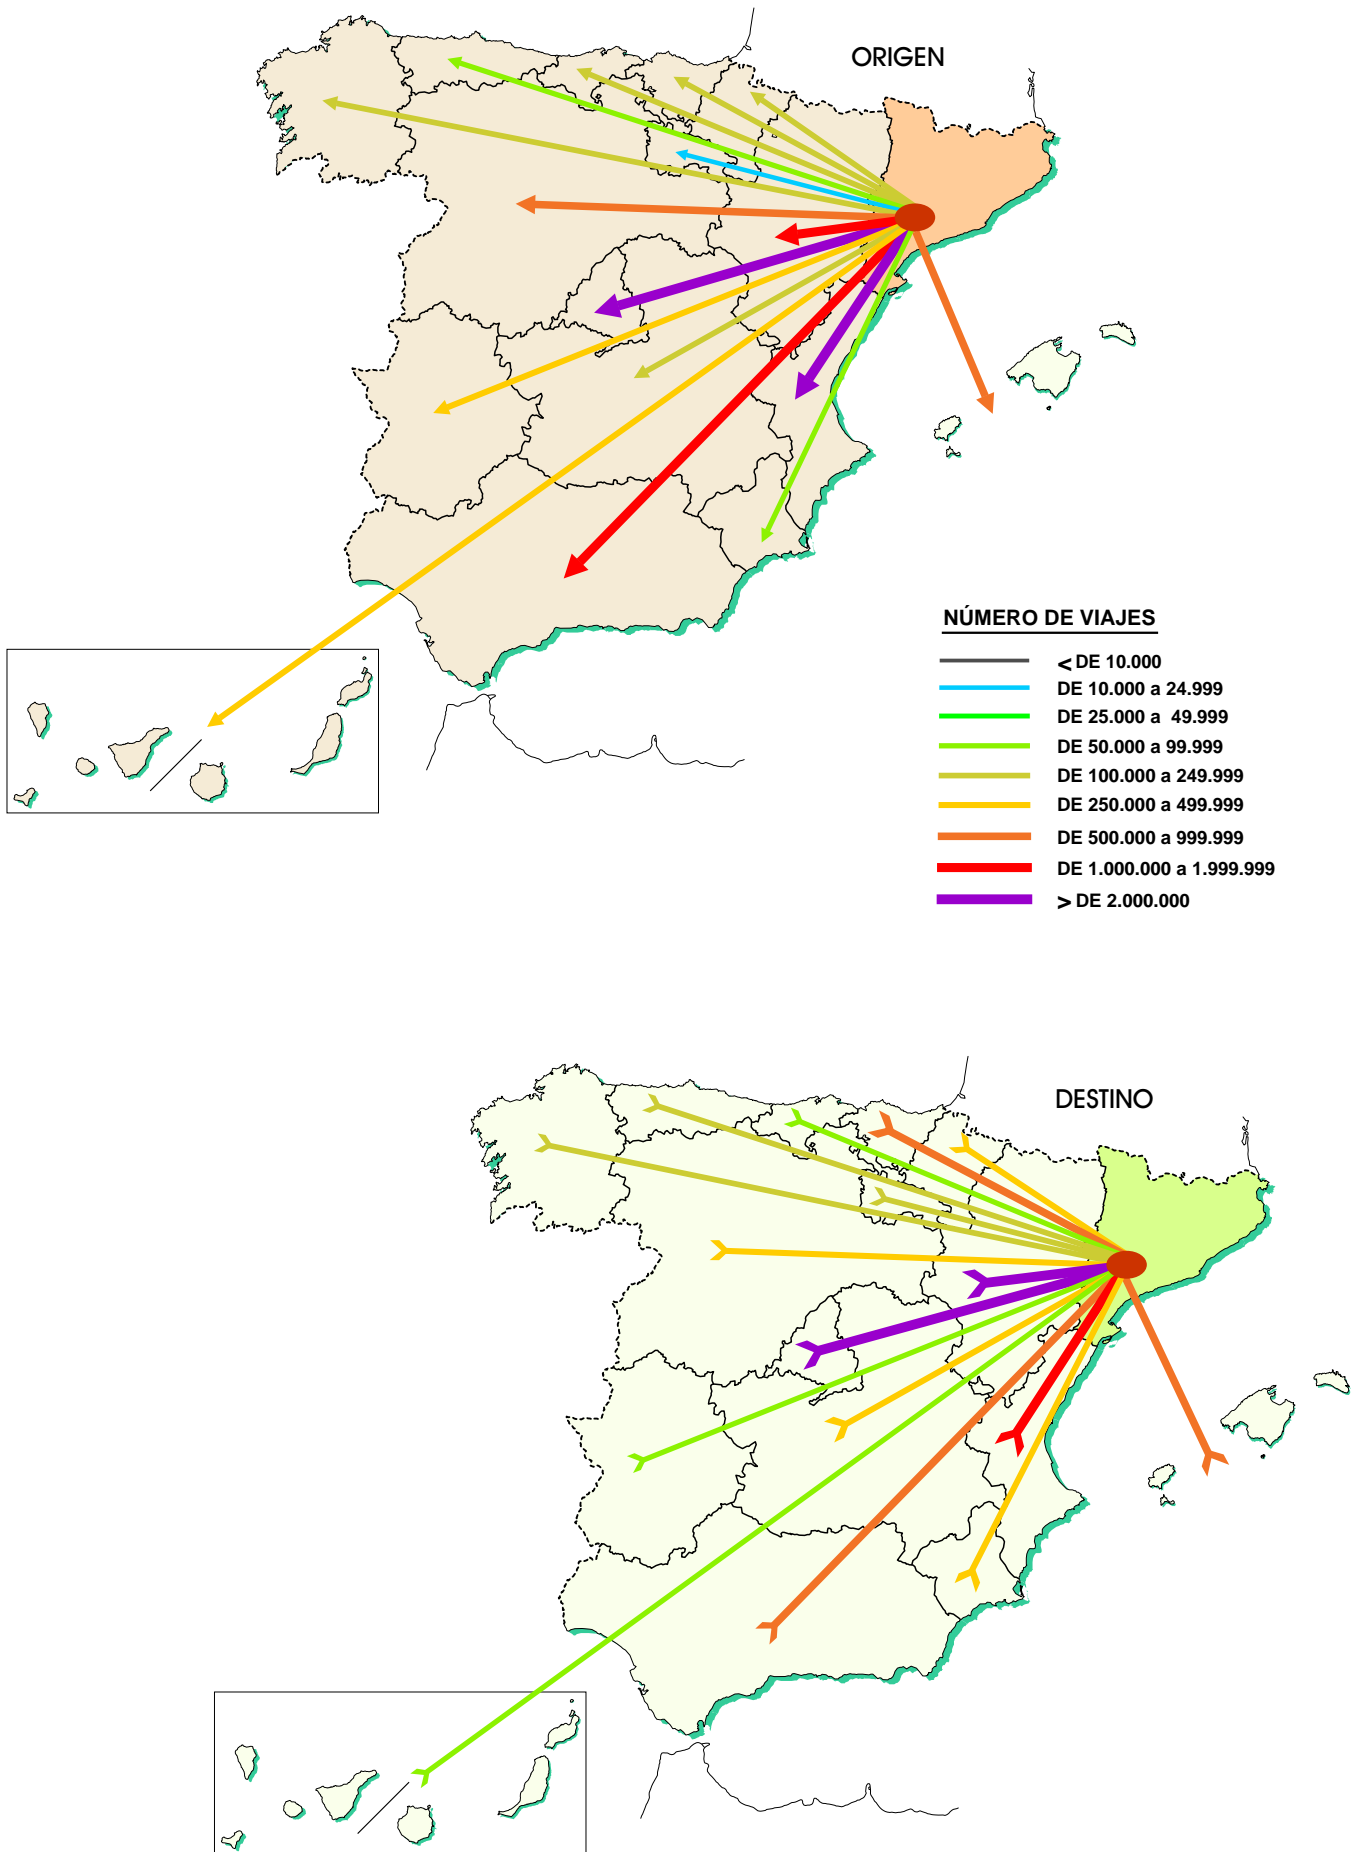 ORIGEN
NÚMERO DE VIAJES
< DE 10.000
DE 10.000 a 24.999
DE 25.000 a 49.999
DE 50.000 a 99.999
DE 100.000 a 249.999
DE 250.000 a 499.999
DE 500.000 a 999.999
DE 1.000.000 a 1.999.999
> DE 2.000.000
DESTINO